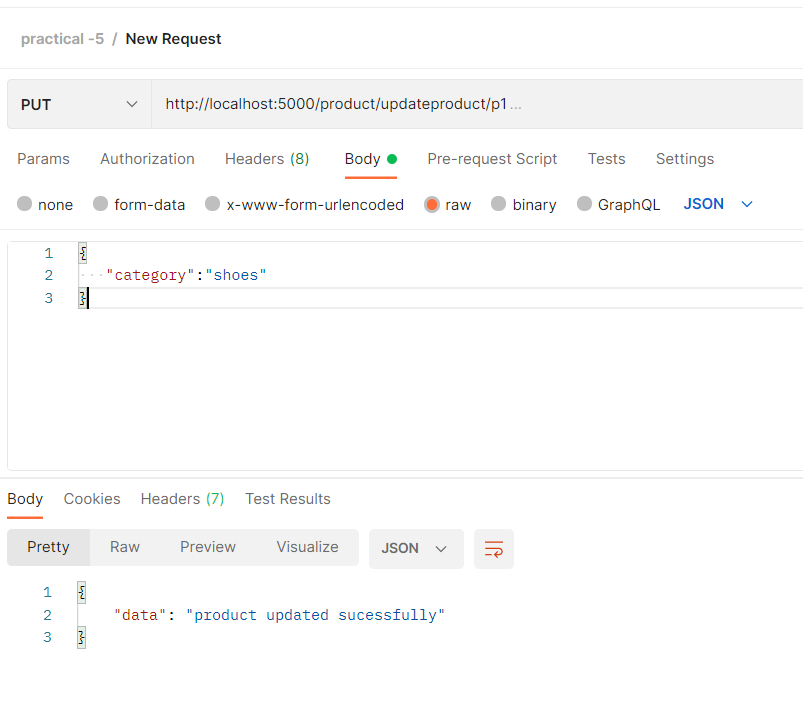 practical -5 / New Request
PUT http://localhost:5000/product/updateproduct/p1 ...
Params Authorization Headers (8) Body Pre-request Script Tests Settings
none form-data x-www-form-urlencoded raw binary GraphQL JSON
1 {
2 "category":"shoes"
3 }
Body Cookies Headers (7) Test Results
Pretty Raw Preview Visualize JSON
1 {
2 "data": "product updated sucessfully"
3 }